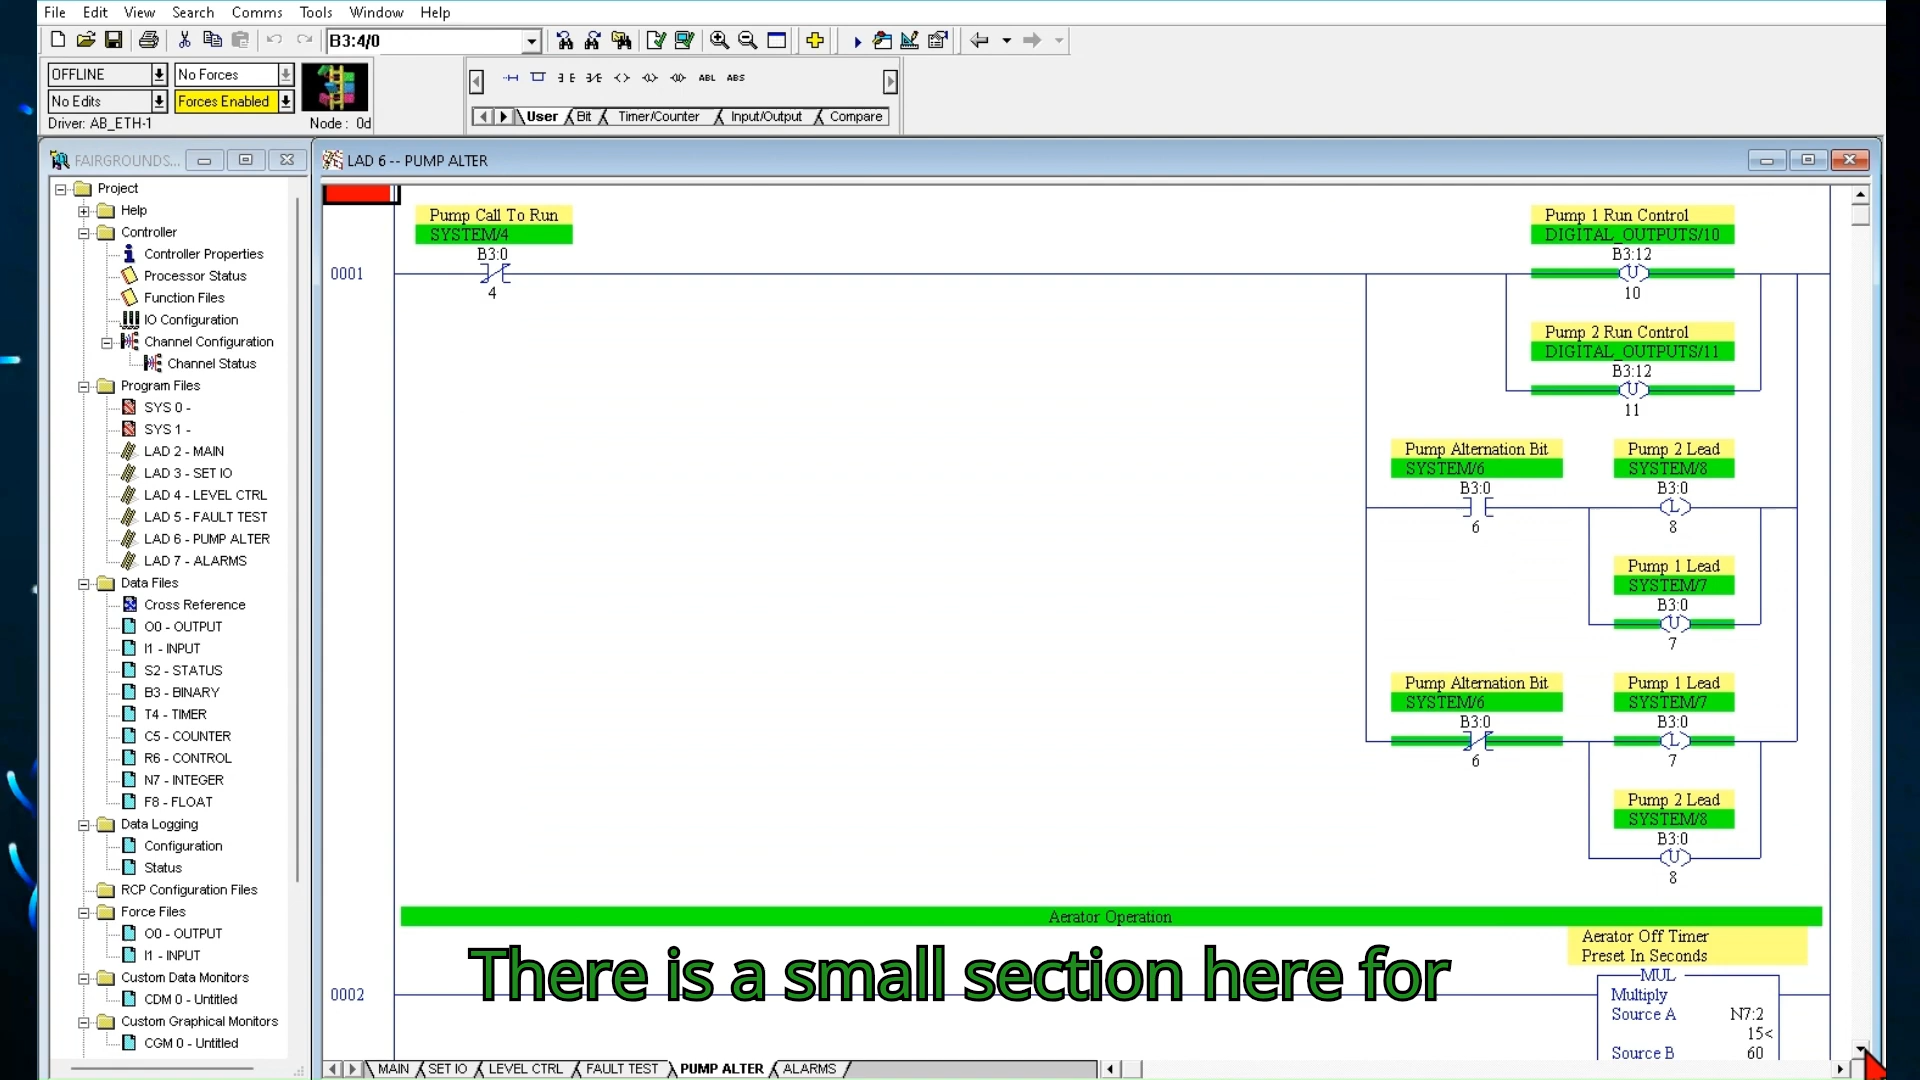 File Edit View Search Comms Tools Window Help
B3:4/0
OFFLINE No Forces
No Edits Forces Enabled
Driver: AB_ETH-1 Node: 0d
ABL ABS
User Bit Timer/Counter Input/Output Compare
FAIRGROUNDS...
Project
Help
Controller
Controller Properties
Processor Status
Function Files
IO Configuration
Channel Configuration
Channel Status
Program Files
SYS 0 -
SYS 1 -
LAD 2 - MAIN
LAD 3 - SET IO
LAD 4 - LEVEL CTRL
LAD 5 - FAULT TEST
LAD 6 - PUMP ALTER
LAD 7 - ALARMS
Data Files
Cross Reference
O0 - OUTPUT
I1 - INPUT
S2 - STATUS
B3 - BINARY
T4 - TIMER
C5 - COUNTER
R6 - CONTROL
N7 - INTEGER
F8 - FLOAT
Data Logging
Configuration
Status
RCP Configuration Files
Force Files
O0 - OUTPUT
I1 - INPUT
Custom Data Monitors
CDM 0 - Untitled
Custom Graphical Monitors
CGM 0 - Untitled
LAD 6 -- PUMP ALTER
0001
Pump Call To Run
SYSTEM/4
B3:0
4
Pump 1 Run Control
DIGITAL_OUTPUTS/10
B3:12
U
10
Pump 2 Run Control
DIGITAL_OUTPUTS/11
B3:12
U
11
Pump Alternation Bit
SYSTEM/6
B3:0
6
Pump 2 Lead
SYSTEM/8
B3:0
L
8
Pump 1 Lead
SYSTEM/7
B3:0
U
7
Pump Alternation Bit
SYSTEM/6
B3:0
6
Pump 1 Lead
SYSTEM/7
B3:0
L
7
Pump 2 Lead
SYSTEM/8
B3:0
U
8
Aerator Operation
0002
Aerator Off Timer
Preset In Seconds
MUL
Multiply
Source A N7:2
15<
Source B 60
There is a small section here for
MAIN SET IO LEVEL CTRL FAULT TEST PUMP ALTER ALARMS